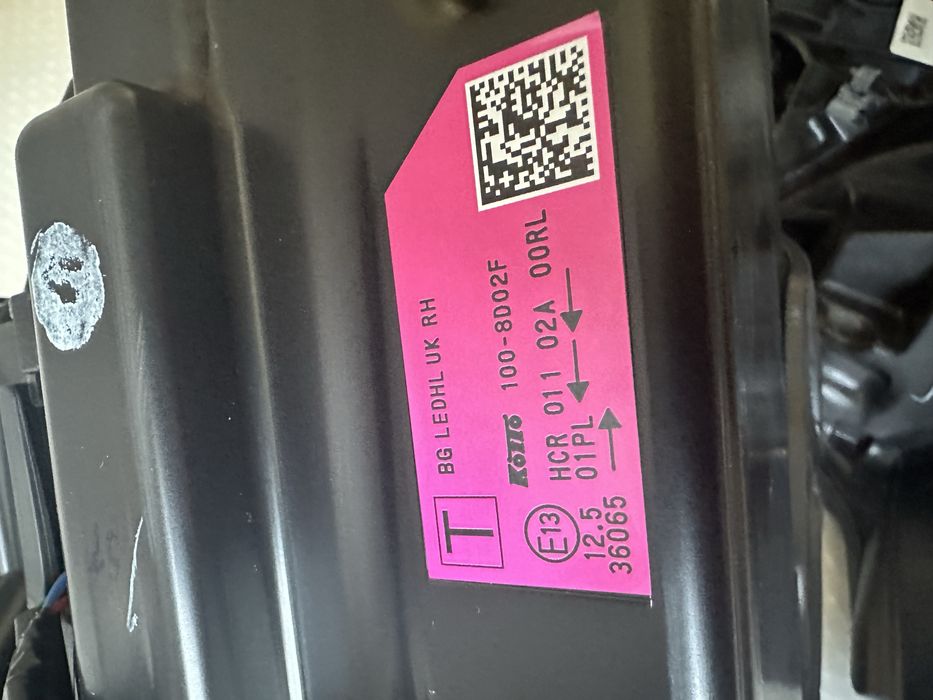 T
BG LEDHL UK RH
KOITO 100-8D02F
E13 HCR 011 02A 00RL
01PL
12.5
36065